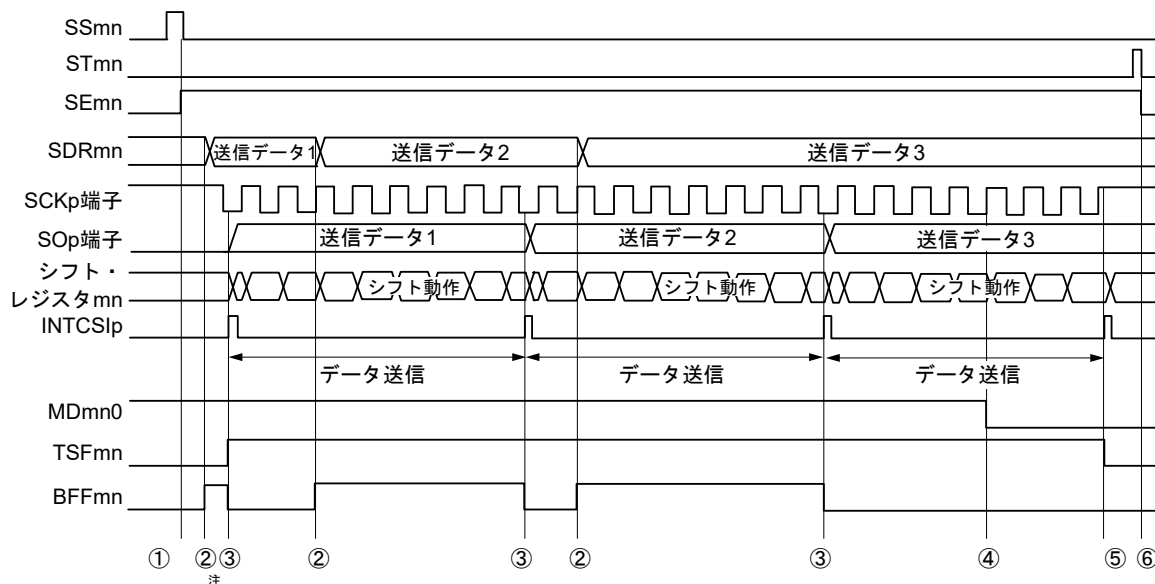 SSmn
STmn
SEmn
SDRmn 送信データ1 送信データ2 送信データ3
SCKp端子
SOp端子 送信データ1 送信データ2 送信データ3
シフト・
レジスタmn シフト動作 シフト動作 シフト動作
INTCSIp
データ送信 データ送信 データ送信
MDmn0
TSFmn
BFFmn
① ② ③ ② ③ ② ③ ④ ⑤ ⑥
注